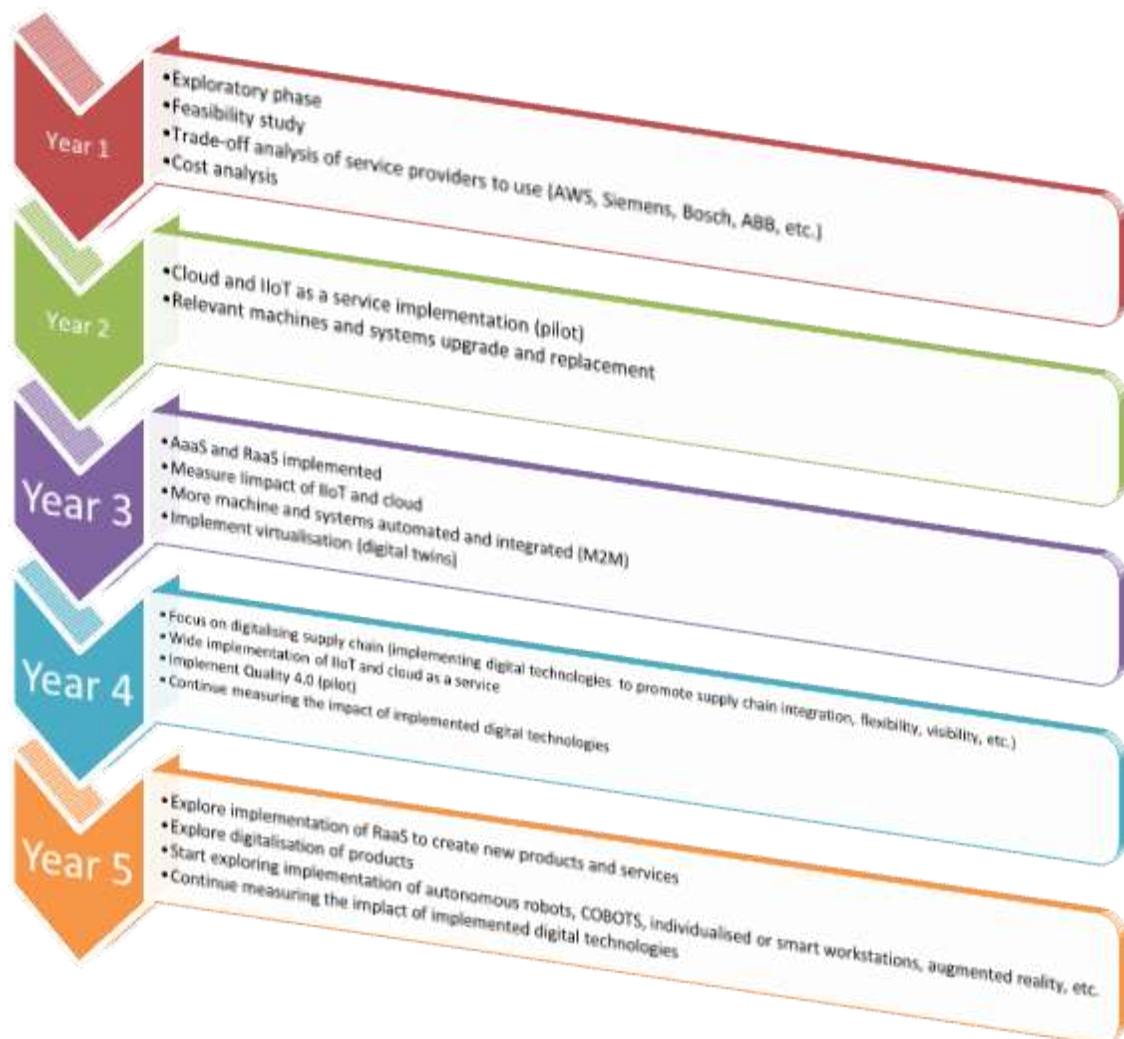 Year 1
•Exploratory phase
•Feasibility study
•Trade-off analysis of service providers to use (AWS, Siemens, Bosch, ABB, etc.)
•Cost analysis
Year 2
•Cloud and IIoT as a service implementation (pilot)
•Relevant machines and systems upgrade and replacement
Year 3
•AaaS and RaaS implemented
•Measure limpact of IIoT and cloud
•More machine and systems automated and integrated (M2M)
•Implement virtualisation (digital twins)
Year 4
•Focus on digitalising supply chain (implementing digital technologies to promote supply chain integration, flexibility, visibility, etc.)
•Wide implementation of IIoT and cloud as a service
•Implement Quality 4.0 (pilot)
•Continue measuring the impact of implemented digital technologies
Year 5
•Explore implementation of RaaS to create new products and services
•Explore digitalisation of products
•Start exploring implementation of autonomous robots, COBOTS, individualised or smart workstations, augmented reality, etc.
•Continue measuring the implact of implemented digital technologies